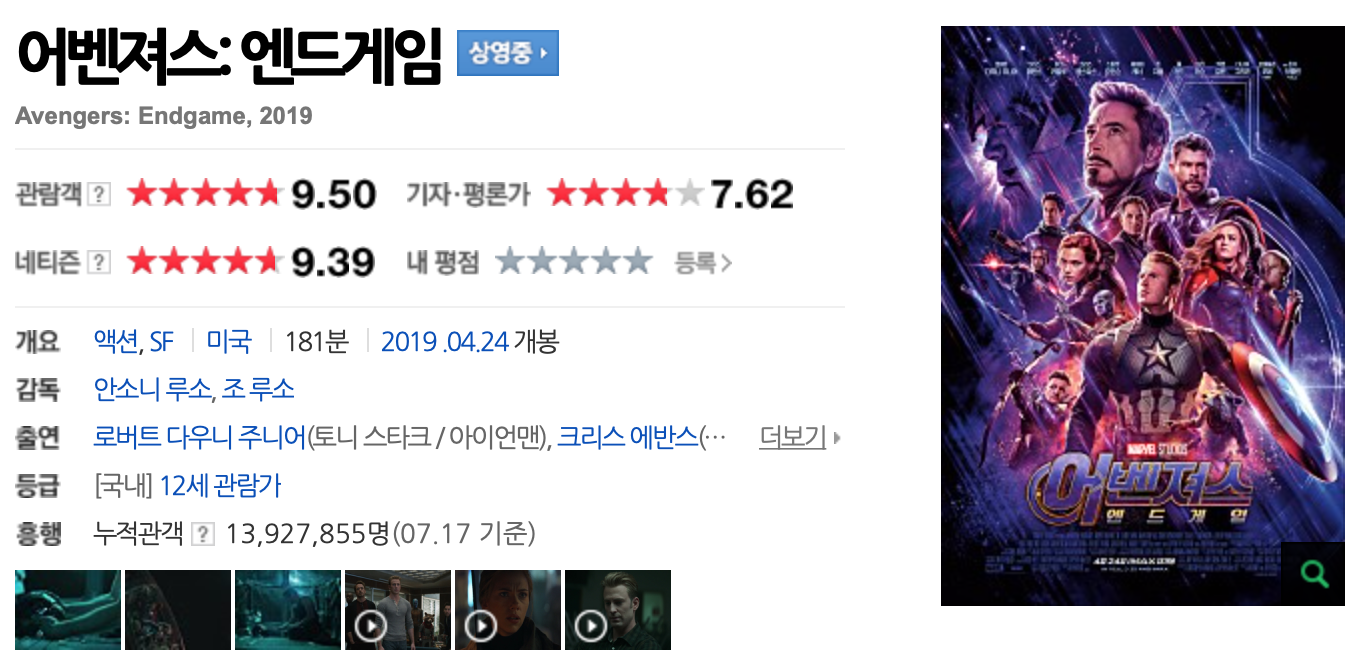 어벤져스: 엔드게임 상영중
Avengers: Endgame, 2019
관람객 ? 9.50 기자·평론가 7.62
네티즌 ? 9.39 내 평점 등록 >
개요 액션, SF 미국 181분 2019 .04.24 개봉
감독 안소니 루소, 조 루소
출연 로버트 다우니 주니어(토니 스타크 / 아이언맨), 크리스 에반스(… 더보기
등급 [국내] 12세 관람가
흥행 누적관객 ? 13,927,855명(07.17 기준)
MARVEL STUDIOS
어벤져스
엔드게임